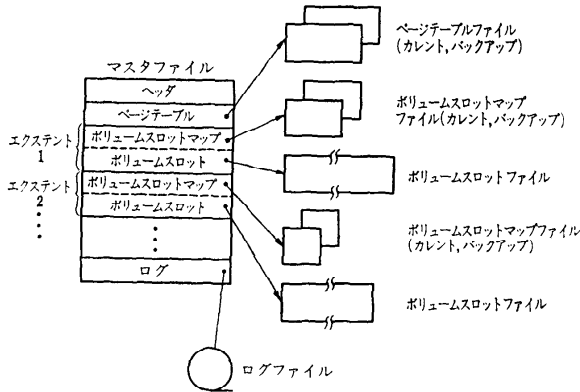 マスタファイル
ヘッダ
ページテーブル
エクステント
1
ボリュームスロットマップ
ボリュームスロット
エクステント
2
ボリュームスロットマップ
ボリュームスロット
ログ
ログファイル
ページテーブルファイル
(カレント,バックアップ)
ボリュームスロットマップ
ファイル(カレント,バックアップ)
ボリュームスロットファイル
ボリュームスロットマップファイル
(カレント,バックアップ)
ボリュームスロットファイル